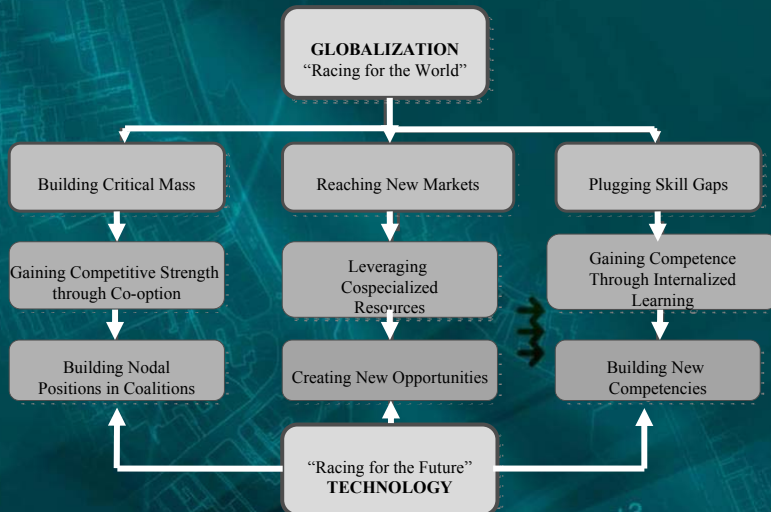 GLOBALIZATION
“Racing for the World”
Building Critical Mass
Reaching New Markets
Plugging Skill Gaps
Gaining Competitive Strength
through Co-option
Leveraging
Cospecialized
Resources
Gaining Competence
Through Internalized
Learning
Building Nodal
Positions in Coalitions
Creating New Opportunities
Building New
Competencies
“Racing for the Future”
TECHNOLOGY